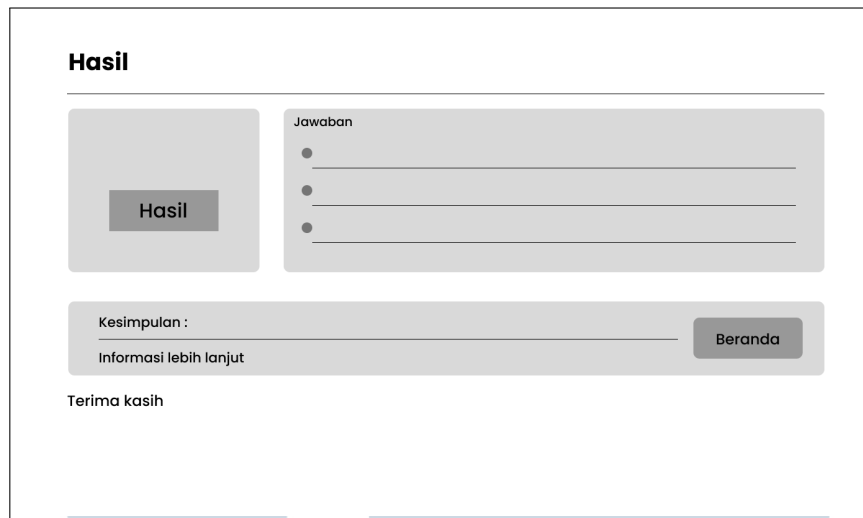 Hasil
Jawaban
Hasil
Kesimpulan :
Beranda
Informasi lebih lanjut
Terima kasih